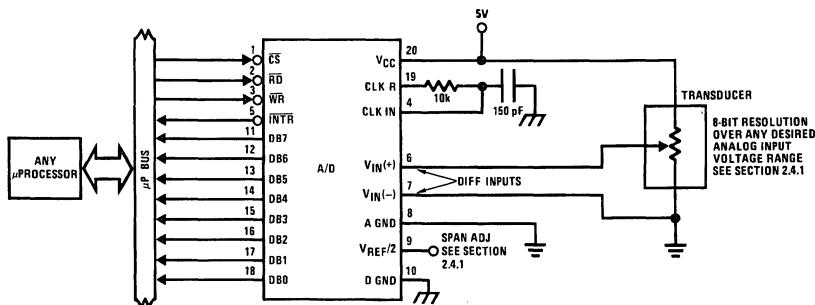 5V
1
CS
2
RD
3
WR
5
INTR
11
DB7
12
DB6
13
DB5
14
DB4
15
DB3
16
DB2
17
DB1
18
DB0
ANY
µPROCESSOR
µP BUS
A/D
20
VCC
19
CLK R
10k
150 pF
4
CLK IN
6
VIN(+)
DIFF INPUTS
7
VIN(−)
8
A GND
9
VREF/2
SPAN ADJ
SEE SECTION
2.4.1
10
D GND
TRANSDUCER
8-BIT RESOLUTION
OVER ANY DESIRED
ANALOG INPUT
VOLTAGE RANGE
SEE SECTION 2.4.1